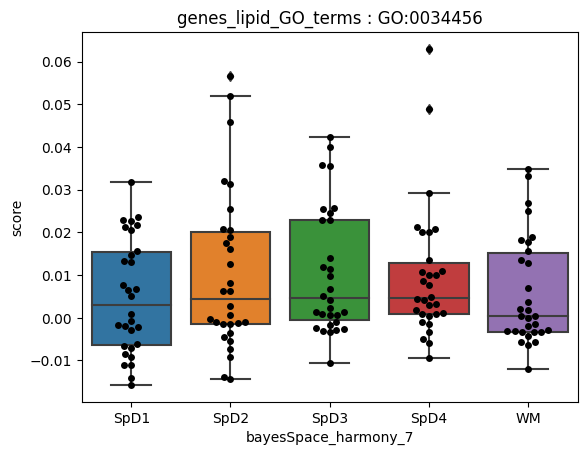 genes_lipid_GO_terms : GO:0034456
0.06
0.05
0.04
0.03
0.02
0.01
0.00
−0.01
score
SpD1 SpD2 SpD3 SpD4 WM
bayesSpace_harmony_7